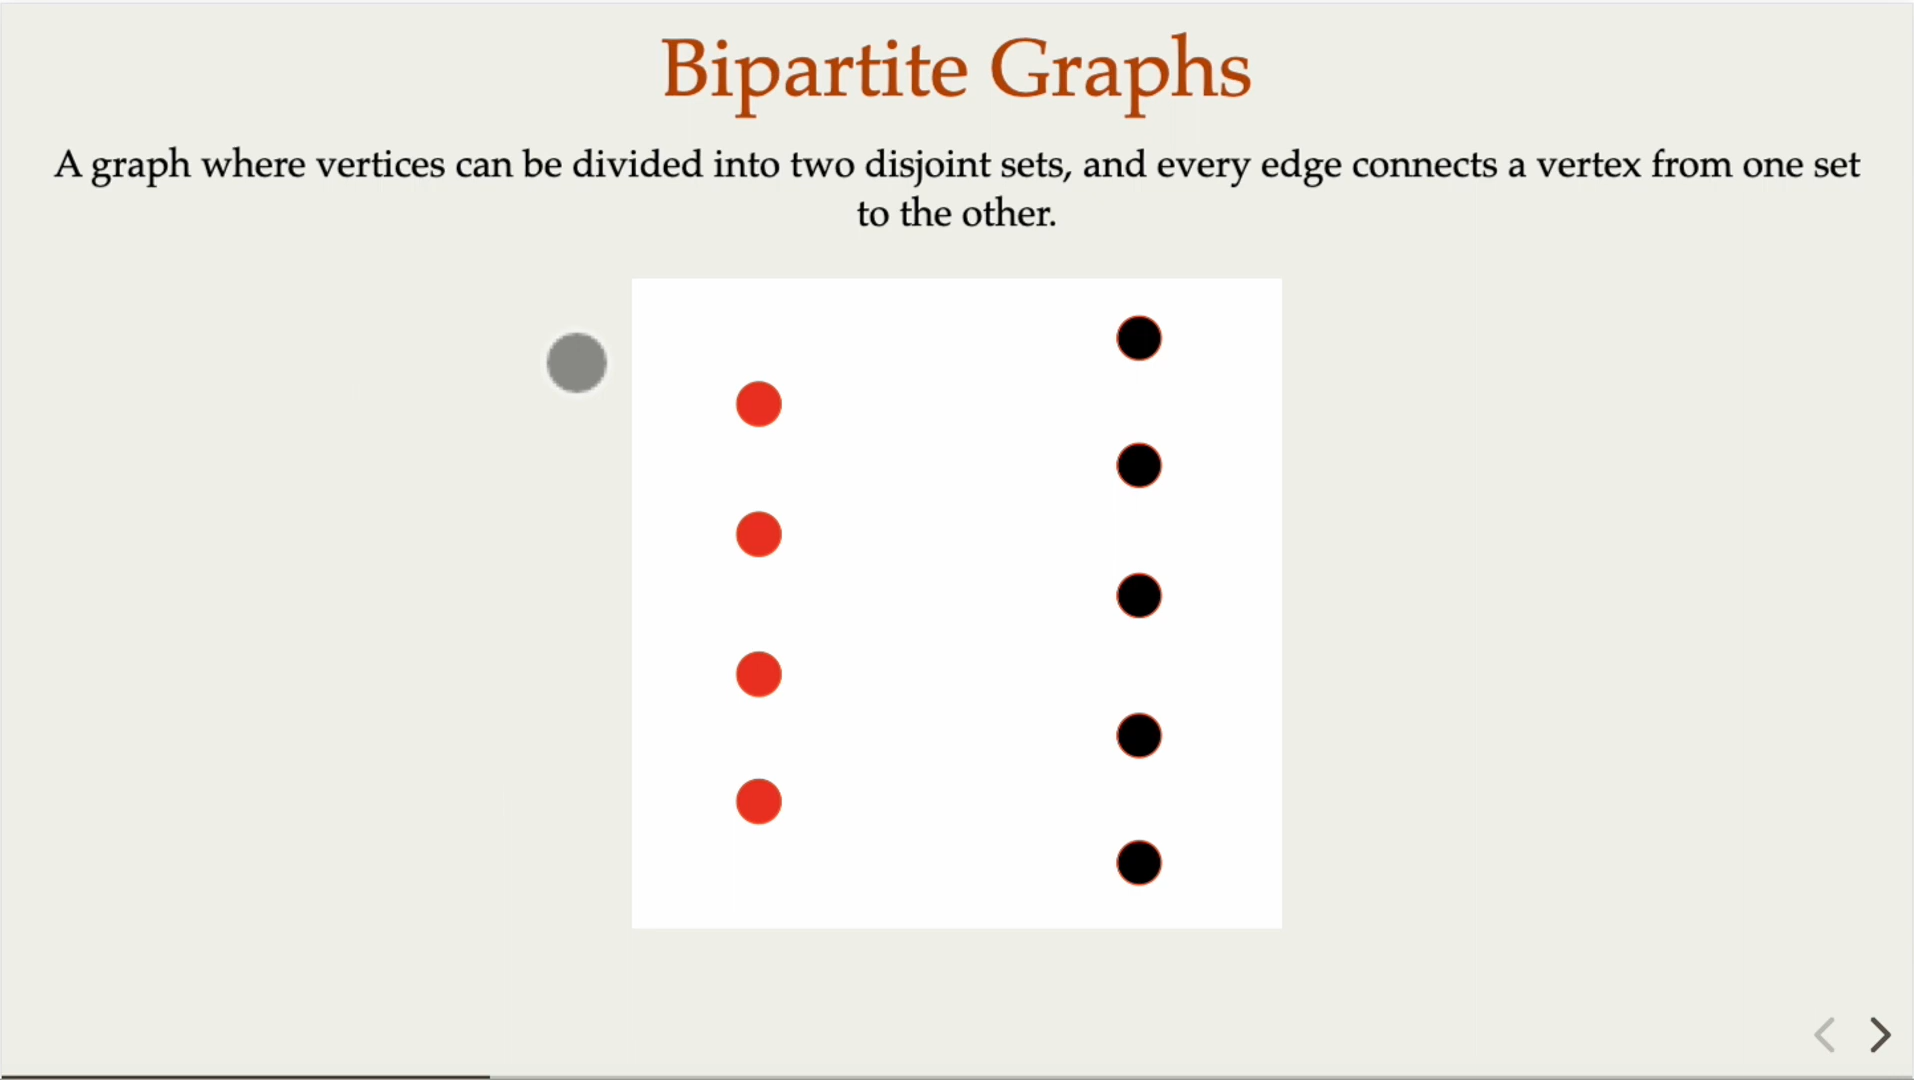 Bipartite Graphs
A graph where vertices can be divided into two disjoint sets, and every edge connects a vertex from one set
to the other.